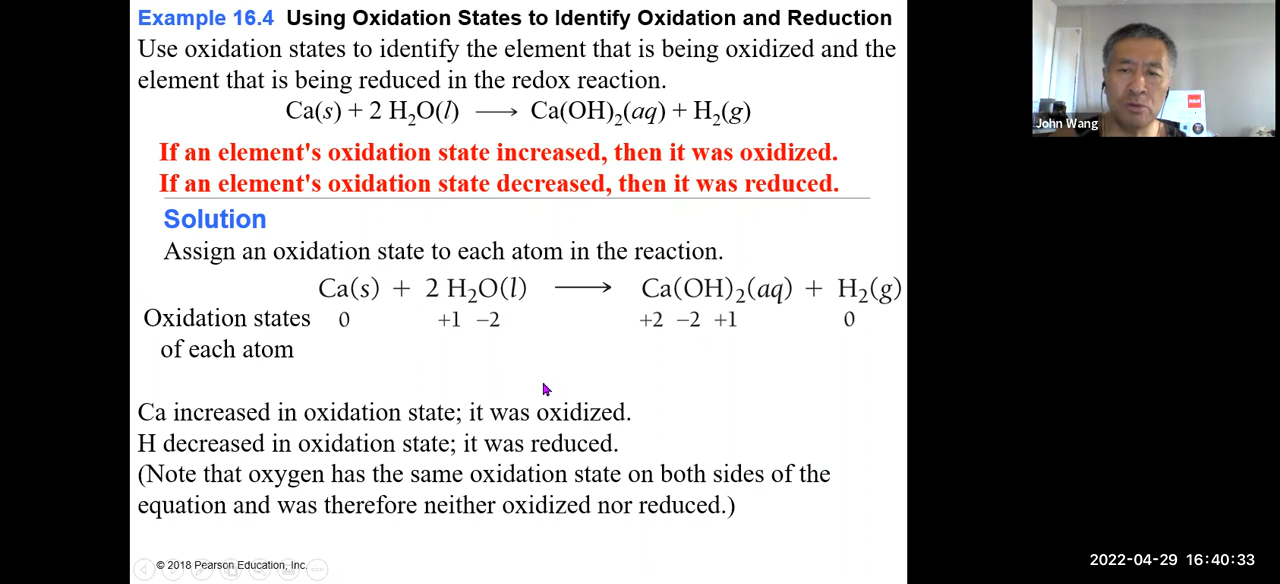 Example 16.4 Using Oxidation States to Identify Oxidation and Reduction
Use oxidation states to identify the element that is being oxidized and the
element that is being reduced in the redox reaction.
Ca(s) + 2 H₂O(l) ⟶ Ca(OH)₂(aq) + H₂(g)
If an element's oxidation state increased, then it was oxidized.
If an element's oxidation state decreased, then it was reduced.
Solution
Assign an oxidation state to each atom in the reaction.
Ca(s) + 2 H₂O(l) ⟶ Ca(OH)₂(aq) + H₂(g)
Oxidation states 0 +1 −2 +2 −2 +1 0
of each atom
Ca increased in oxidation state; it was oxidized.
H decreased in oxidation state; it was reduced.
(Note that oxygen has the same oxidation state on both sides of the
equation and was therefore neither oxidized nor reduced.)
© 2018 Pearson Education, Inc.
John Wang
RCA
2022-04-29 16:40:33